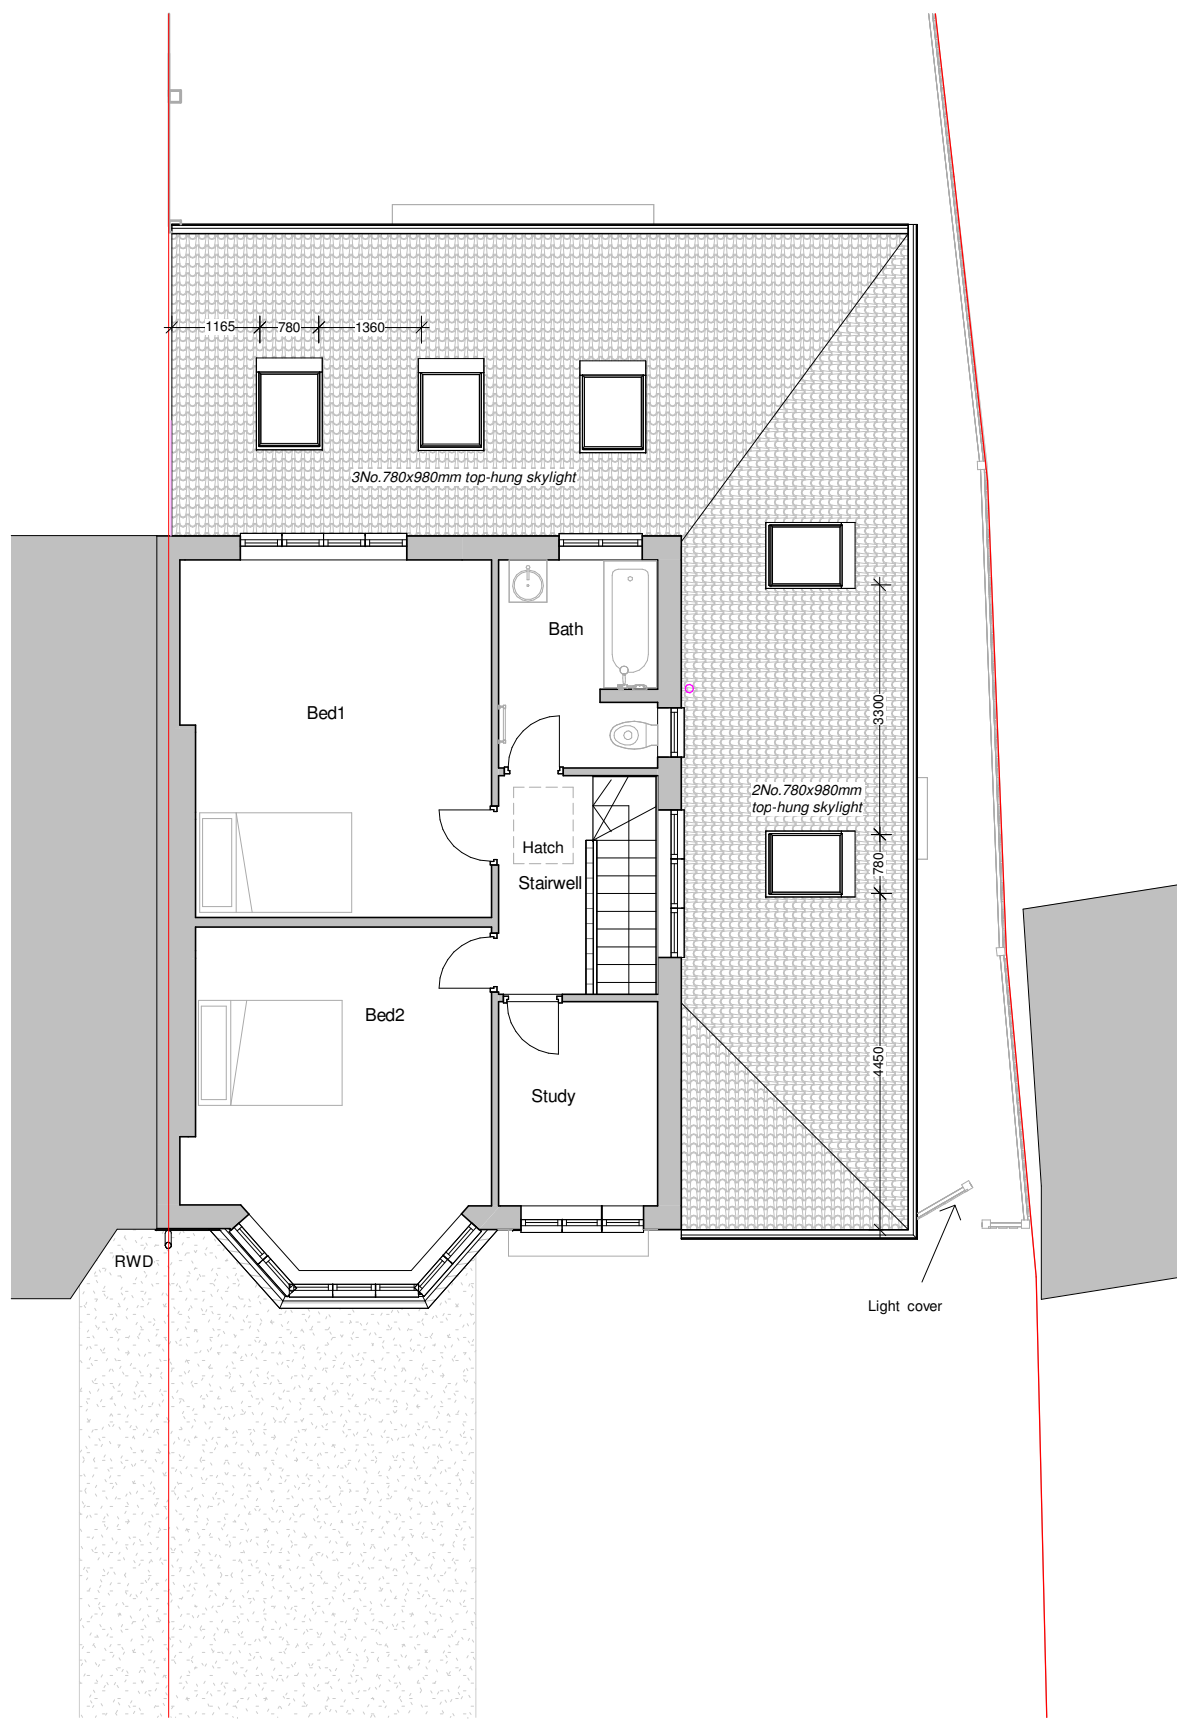 1165
780
1360
3No.780x980mm top-hung skylight
Bath
3300
Bed1
2No.780x980mm
top-hung skylight
Hatch
780
Stairwell
Bed2
4450
Study
RWD
Light cover